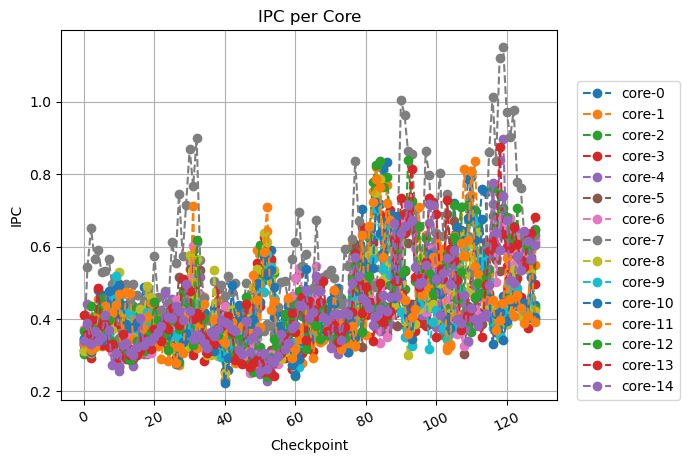 IPC per Core
IPC
1.0
0.8
0.6
0.4
0.2
0
20
40
60
80
100
120
Checkpoint
core-0
core-1
core-2
core-3
core-4
core-5
core-6
core-7
core-8
core-9
core-10
core-11
core-12
core-13
core-14